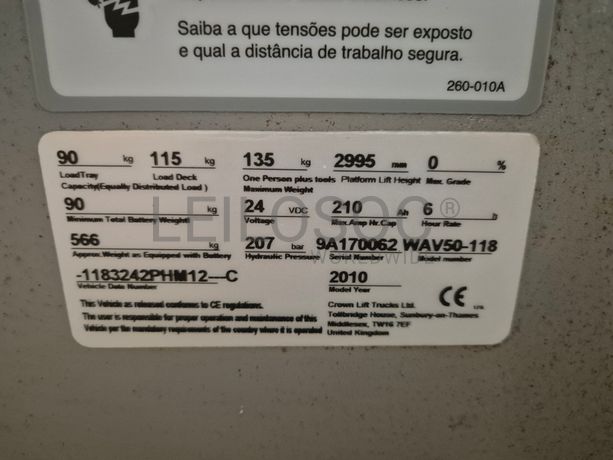 Saiba a que tensões pode ser exposto
e qual a distância de trabalho segura.
260-010A
90 kg 115 kg 135 kg 2995 mm 0 %
LoadTray Load Deck One Person plus tools Platform Lift Height Max. Grade
Capacity(Equally Distributed Load ) Maximum Weight
90 kg 24 VDC 210 Ah 6 h
Minimum Total Battery Weight Voltage Max.Amp Hr.Cap Hour Rate
566 kg 207 bar 9A170062 WAV50-118
Approx.Weight as Equipped with Battery Hydraulic Pressure Serial Number Model number
-1183242PHM12---C 2010
Vehicle Data Number Model Year
This Vehicle as released conforms to CE regulations.
The user is responsible for proper operation and maintenance of this
Vehicle per the mandatory requirements of the country where it is operated
Crown Lift Trucks Ltd.
Tollbridge House, Sunbury-on-Thames
Middlesex, TW16 7EF
United Kingdom
CE
LEILOSOC®
WORLDWIDE